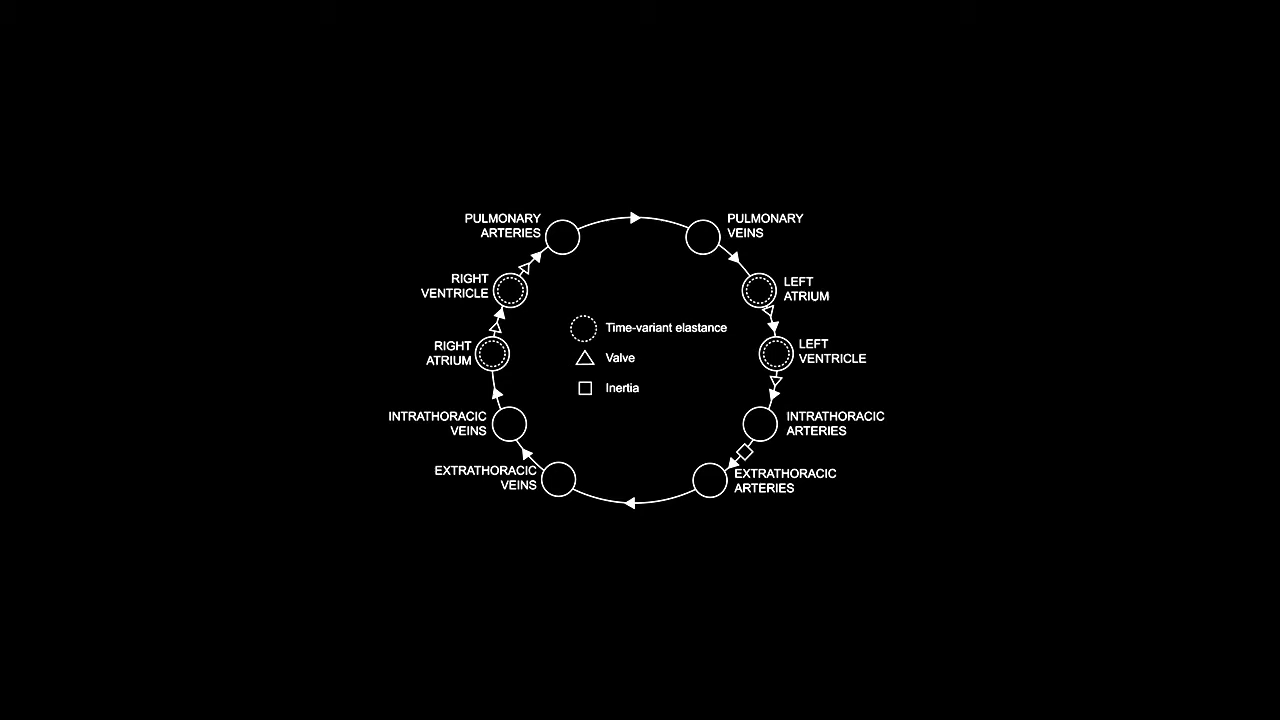 PULMONARY
ARTERIES
PULMONARY
VEINS
RIGHT
VENTRICLE
LEFT
ATRIUM
Time-variant elastance
Valve
Inertia
RIGHT
ATRIUM
LEFT
VENTRICLE
INTRATHORACIC
VEINS
INTRATHORACIC
ARTERIES
EXTRATHORACIC
VEINS
EXTRATHORACIC
ARTERIES